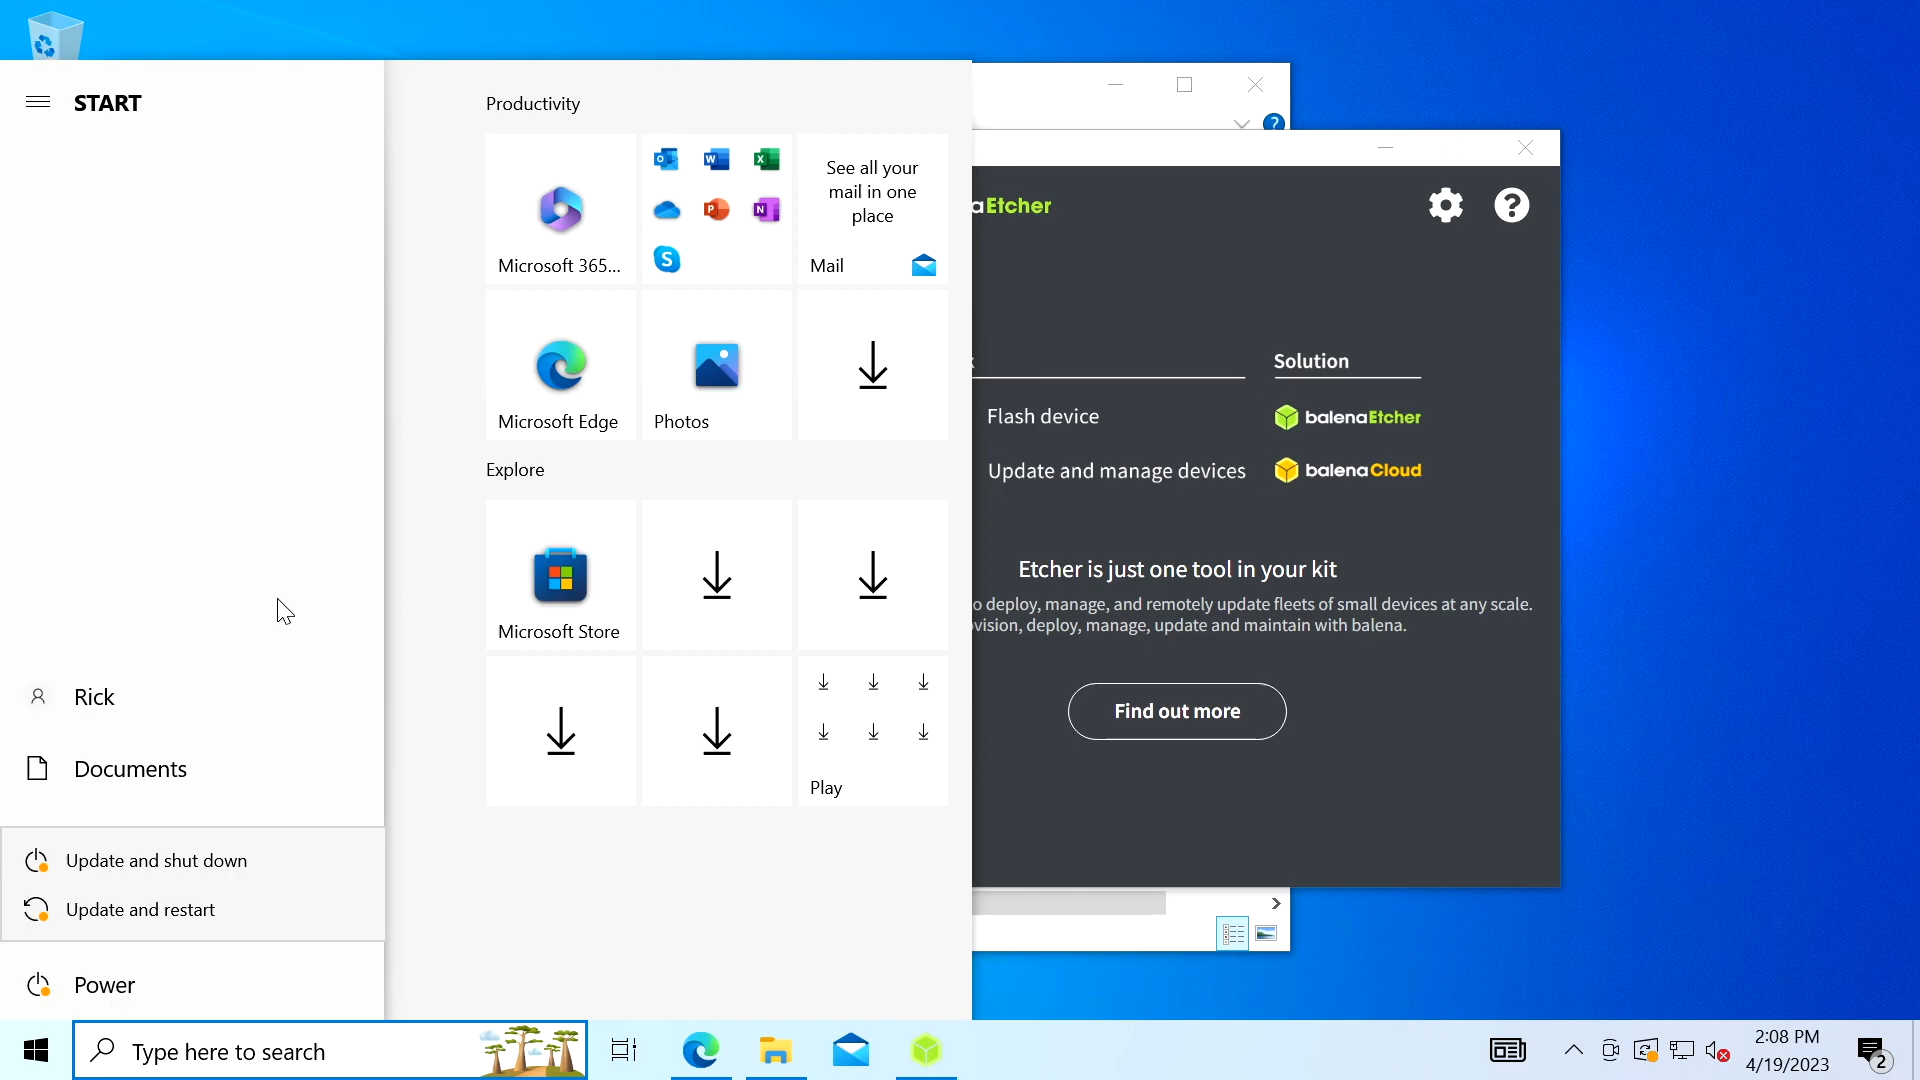 START
Rick
Documents
Update and shut down
Update and restart
Power
Productivity
Microsoft 365...
See all your
mail in one
place
Mail
Microsoft Edge
Photos
Explore
Microsoft Store
Play
aEtcher
Solution
Flash device
balenaEtcher
Update and manage devices
balenaCloud
Etcher is just one tool in your kit
o deploy, manage, and remotely update fleets of small devices at any scale.
vision, deploy, manage, update and maintain with balena.
Find out more
Type here to search
2:08 PM
4/19/2023
2